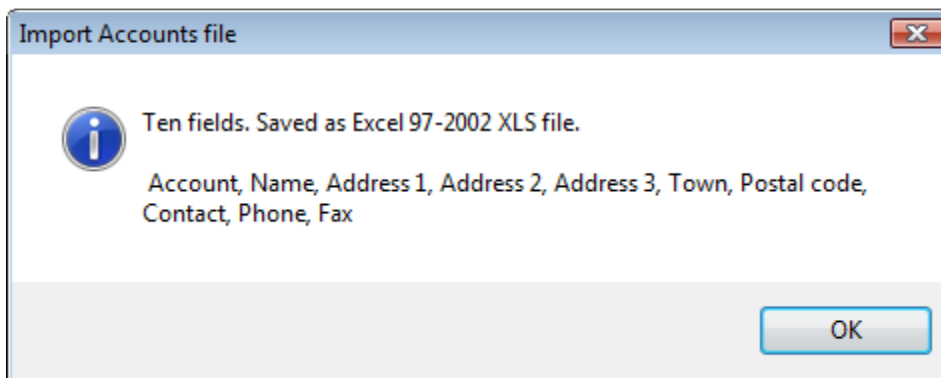 Import Accounts file
Ten fields. Saved as Excel 97-2002 XLS file.
Account, Name, Address 1, Address 2, Address 3, Town, Postal code,
Contact, Phone, Fax
OK